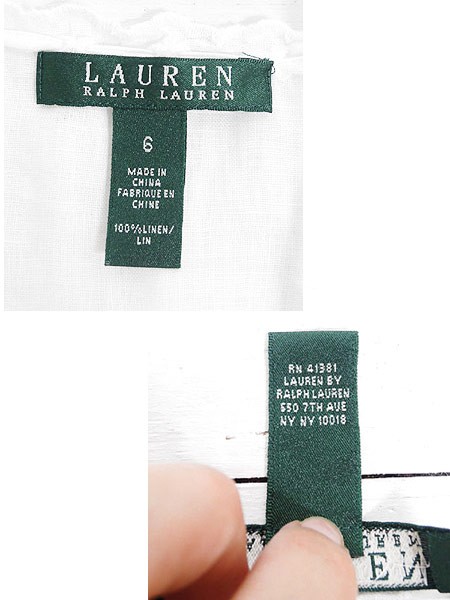 LAUREN
RALPH LAUREN
6
MADE IN
CHINA
FABRIQUE EN
CHINE
100% LINEN/
LIN
RN 41381
LAUREN BY
RALPH LAUREN
550 7TH AVE
NY NY 10018